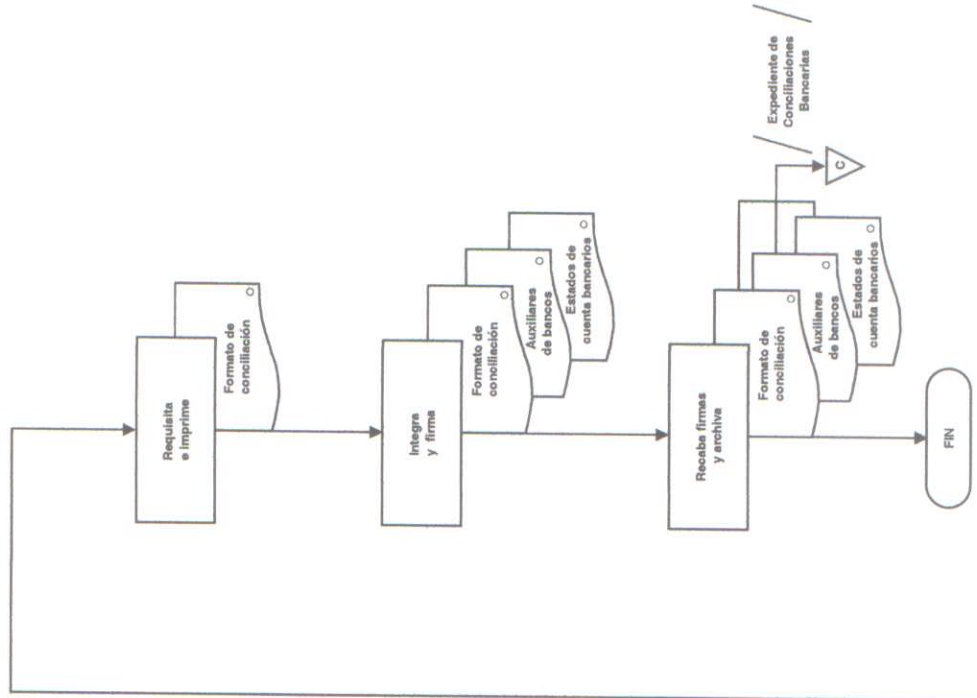 Requisita
e imprime
Formato de
conciliación
O
Integra
y firma
Formato de
conciliación
O
Auxiliares
de bancos
O
Estados de
cuenta bancarios
O
Recaba firmas
y archiva
Formato de
conciliación
O
Auxiliares
de bancos
O
Estados de
cuenta bancarios
O
Expediente de
Conciliaciones
Bancarias
C
FIN